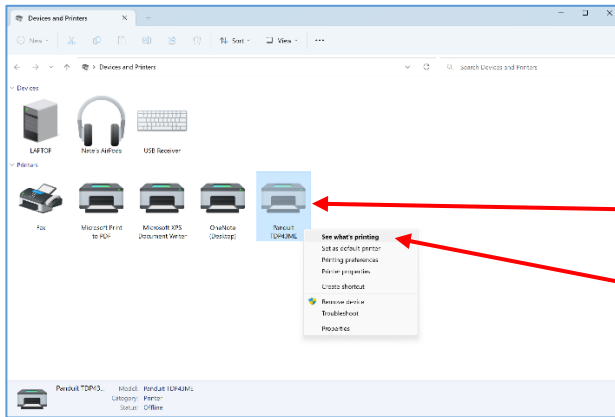 Devices and Printers
New
Sort
View
Devices and Printers
Search Devices and Printers
Devices
LAPTOP
Nate's AirPods
USB Receiver
Printers
Fax
Microsoft Print to PDF
Microsoft XPS Document Writer
OneNote (Desktop)
Panduit TDP43ME
See what's printing
Set as default printer
Printing preferences
Printer properties
Create shortcut
Remove device
Troubleshoot
Properties
Panduit TDP43... Model: Panduit TDP43ME
Category: Printer
Status: Offline